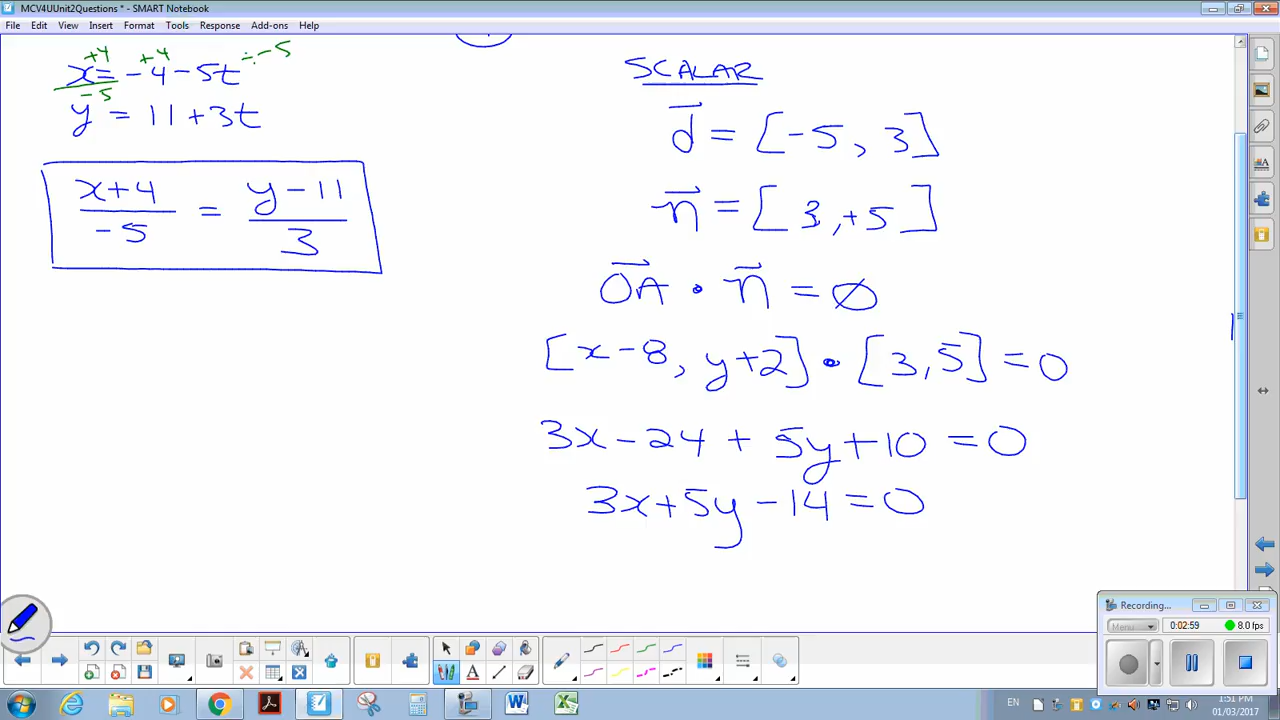 MCV4UUnit2Questions * - SMART Notebook
File Edit View Insert Format Tools Response Add-ons Help
+4 +4 ÷-5
x = -4 - 5t
-5
y = 11 + 3t
x+4 / -5 = y-11 / 3
SCALAR
d = [-5, 3]
n = [3, +5]
OA • n = ∅
[x-8, y+2] • [3, 5] = 0
3x - 24 + 5y + 10 = 0
3x + 5y - 14 = 0
Recording...
Menu 0:02:59 8.0 fps
EN 1:51 PM
01/03/2017